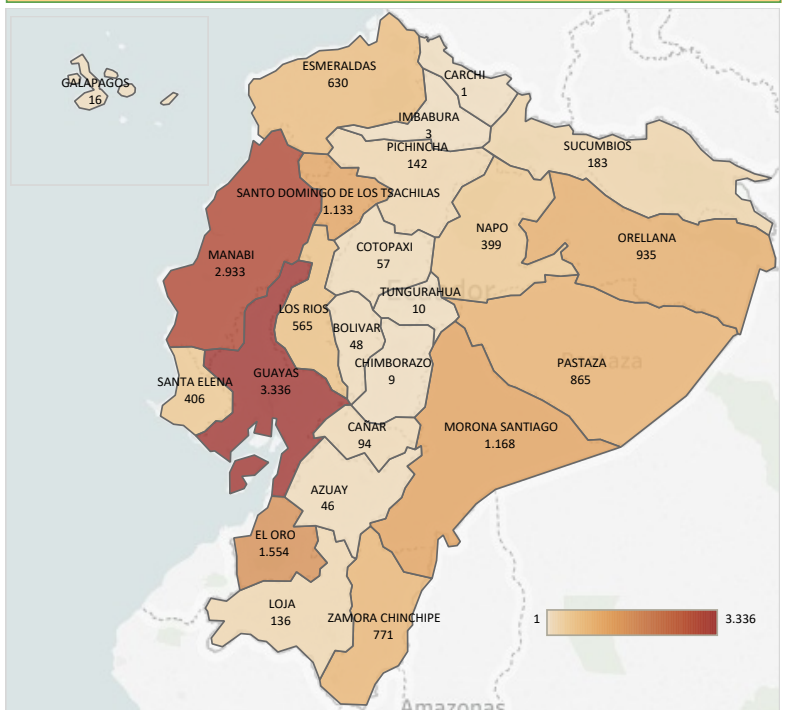 ESMERALDAS
630
CARCHI
1
GALAPAGOS
16
IMBABURA
3
PICHINCHA
142
SUCUMBIOS
183
SANTO DOMINGO DE LOS TSACHILAS
1.133
NAPO
399
ORELLANA
935
COTOPAXI
57
MANABI
2.933
TUNGURAHUA
10
LOS RIOS
565
BOLIVAR
48
CHIMBORAZO
9
PASTAZA
865
SANTA ELENA
406
GUAYAS
3.336
CAÑAR
94
MORONA SANTIAGO
1.168
AZUAY
46
EL ORO
1.554
LOJA
136
ZAMORA CHINCHIPE
771
1
3.336
Amazonas